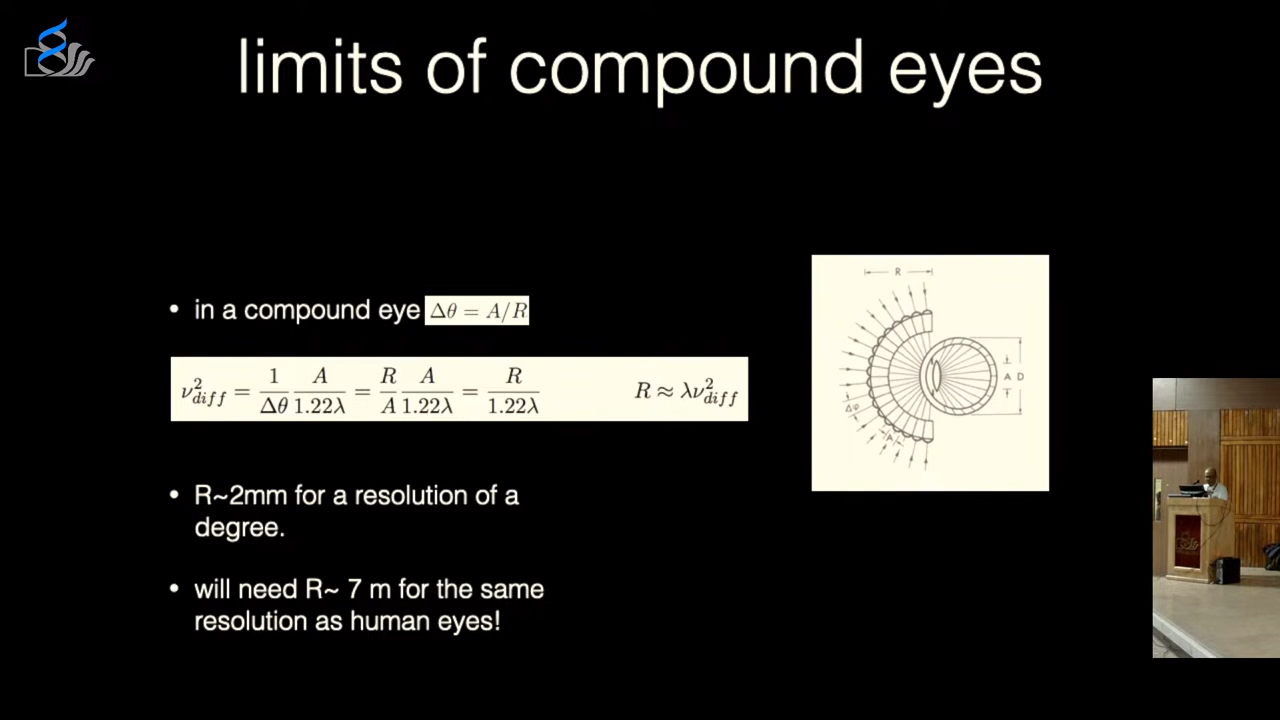 limits of compound eyes
• in a compound eye Δθ = A/R
ν²_diff = 1/Δθ A/1.22λ = R/A A/1.22λ = R/1.22λ    R ≈ λν²_diff
• R~2mm for a resolution of a
degree.
• will need R~ 7 m for the same
resolution as human eyes!
R
A D
Δφ
A